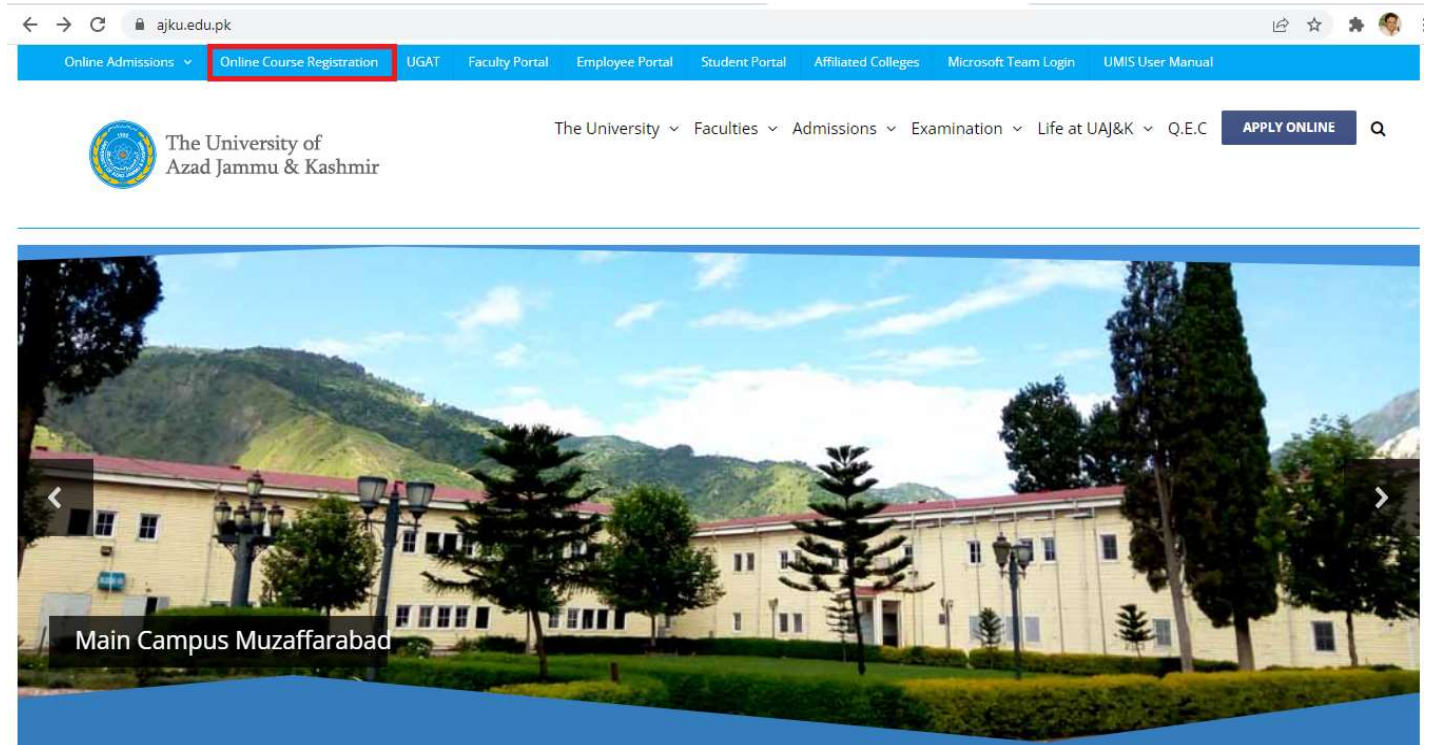 ajku.edu.pk
Online Admissions Online Course Registration UGAT Faculty Portal Employee Portal Student Portal Affiliated Colleges Microsoft Team Login UMIS User Manual
The University Faculties Admissions Examination Life at UAJ&K Q.E.C APPLY ONLINE
The University of
Azad Jammu & Kashmir
Main Campus Muzaffarabad